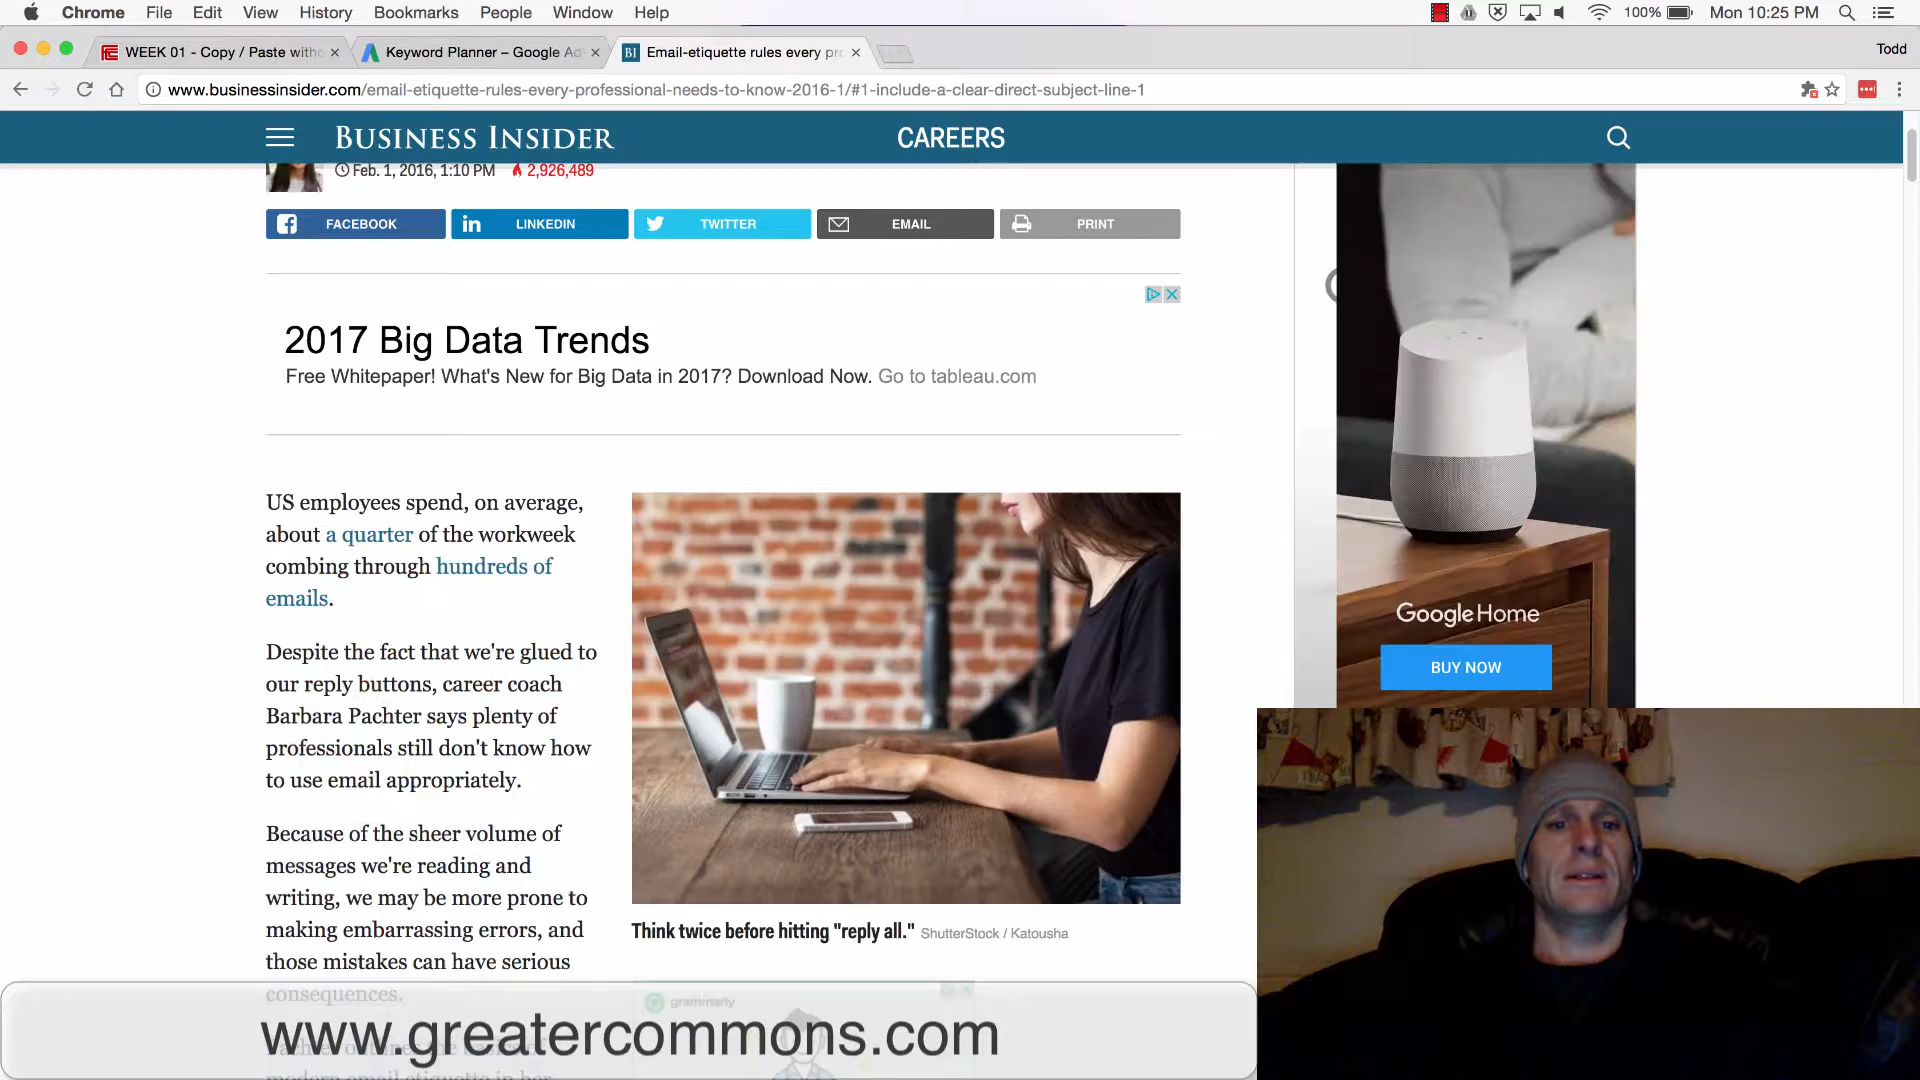 Chrome File Edit View History Bookmarks People Window Help 100% Mon 10:25 PM
WEEK 01 - Copy / Paste with
Keyword Planner – Google Ad
Email-etiquette rules every pr
Todd
www.businessinsider.com/email-etiquette-rules-every-professional-needs-to-know-2016-1/#1-include-a-clear-direct-subject-line-1
BUSINESS INSIDER
CAREERS
Feb. 1, 2016, 1:10 PM 2,926,489
FACEBOOK
LINKEDIN
TWITTER
EMAIL
PRINT
2017 Big Data Trends
Free Whitepaper! What's New for Big Data in 2017? Download Now. Go to tableau.com
US employees spend, on average,
about a quarter of the workweek
combing through hundreds of
emails.
Despite the fact that we're glued to
our reply buttons, career coach
Barbara Pachter says plenty of
professionals still don't know how
to use email appropriately.
Because of the sheer volume of
messages we're reading and
writing, we may be more prone to
making embarrassing errors, and
those mistakes can have serious
consequences.
Think twice before hitting "reply all." ShutterStock / Katousha
Google Home
BUY NOW
grammarly
www.greatercommons.com
modern email etiquette in her